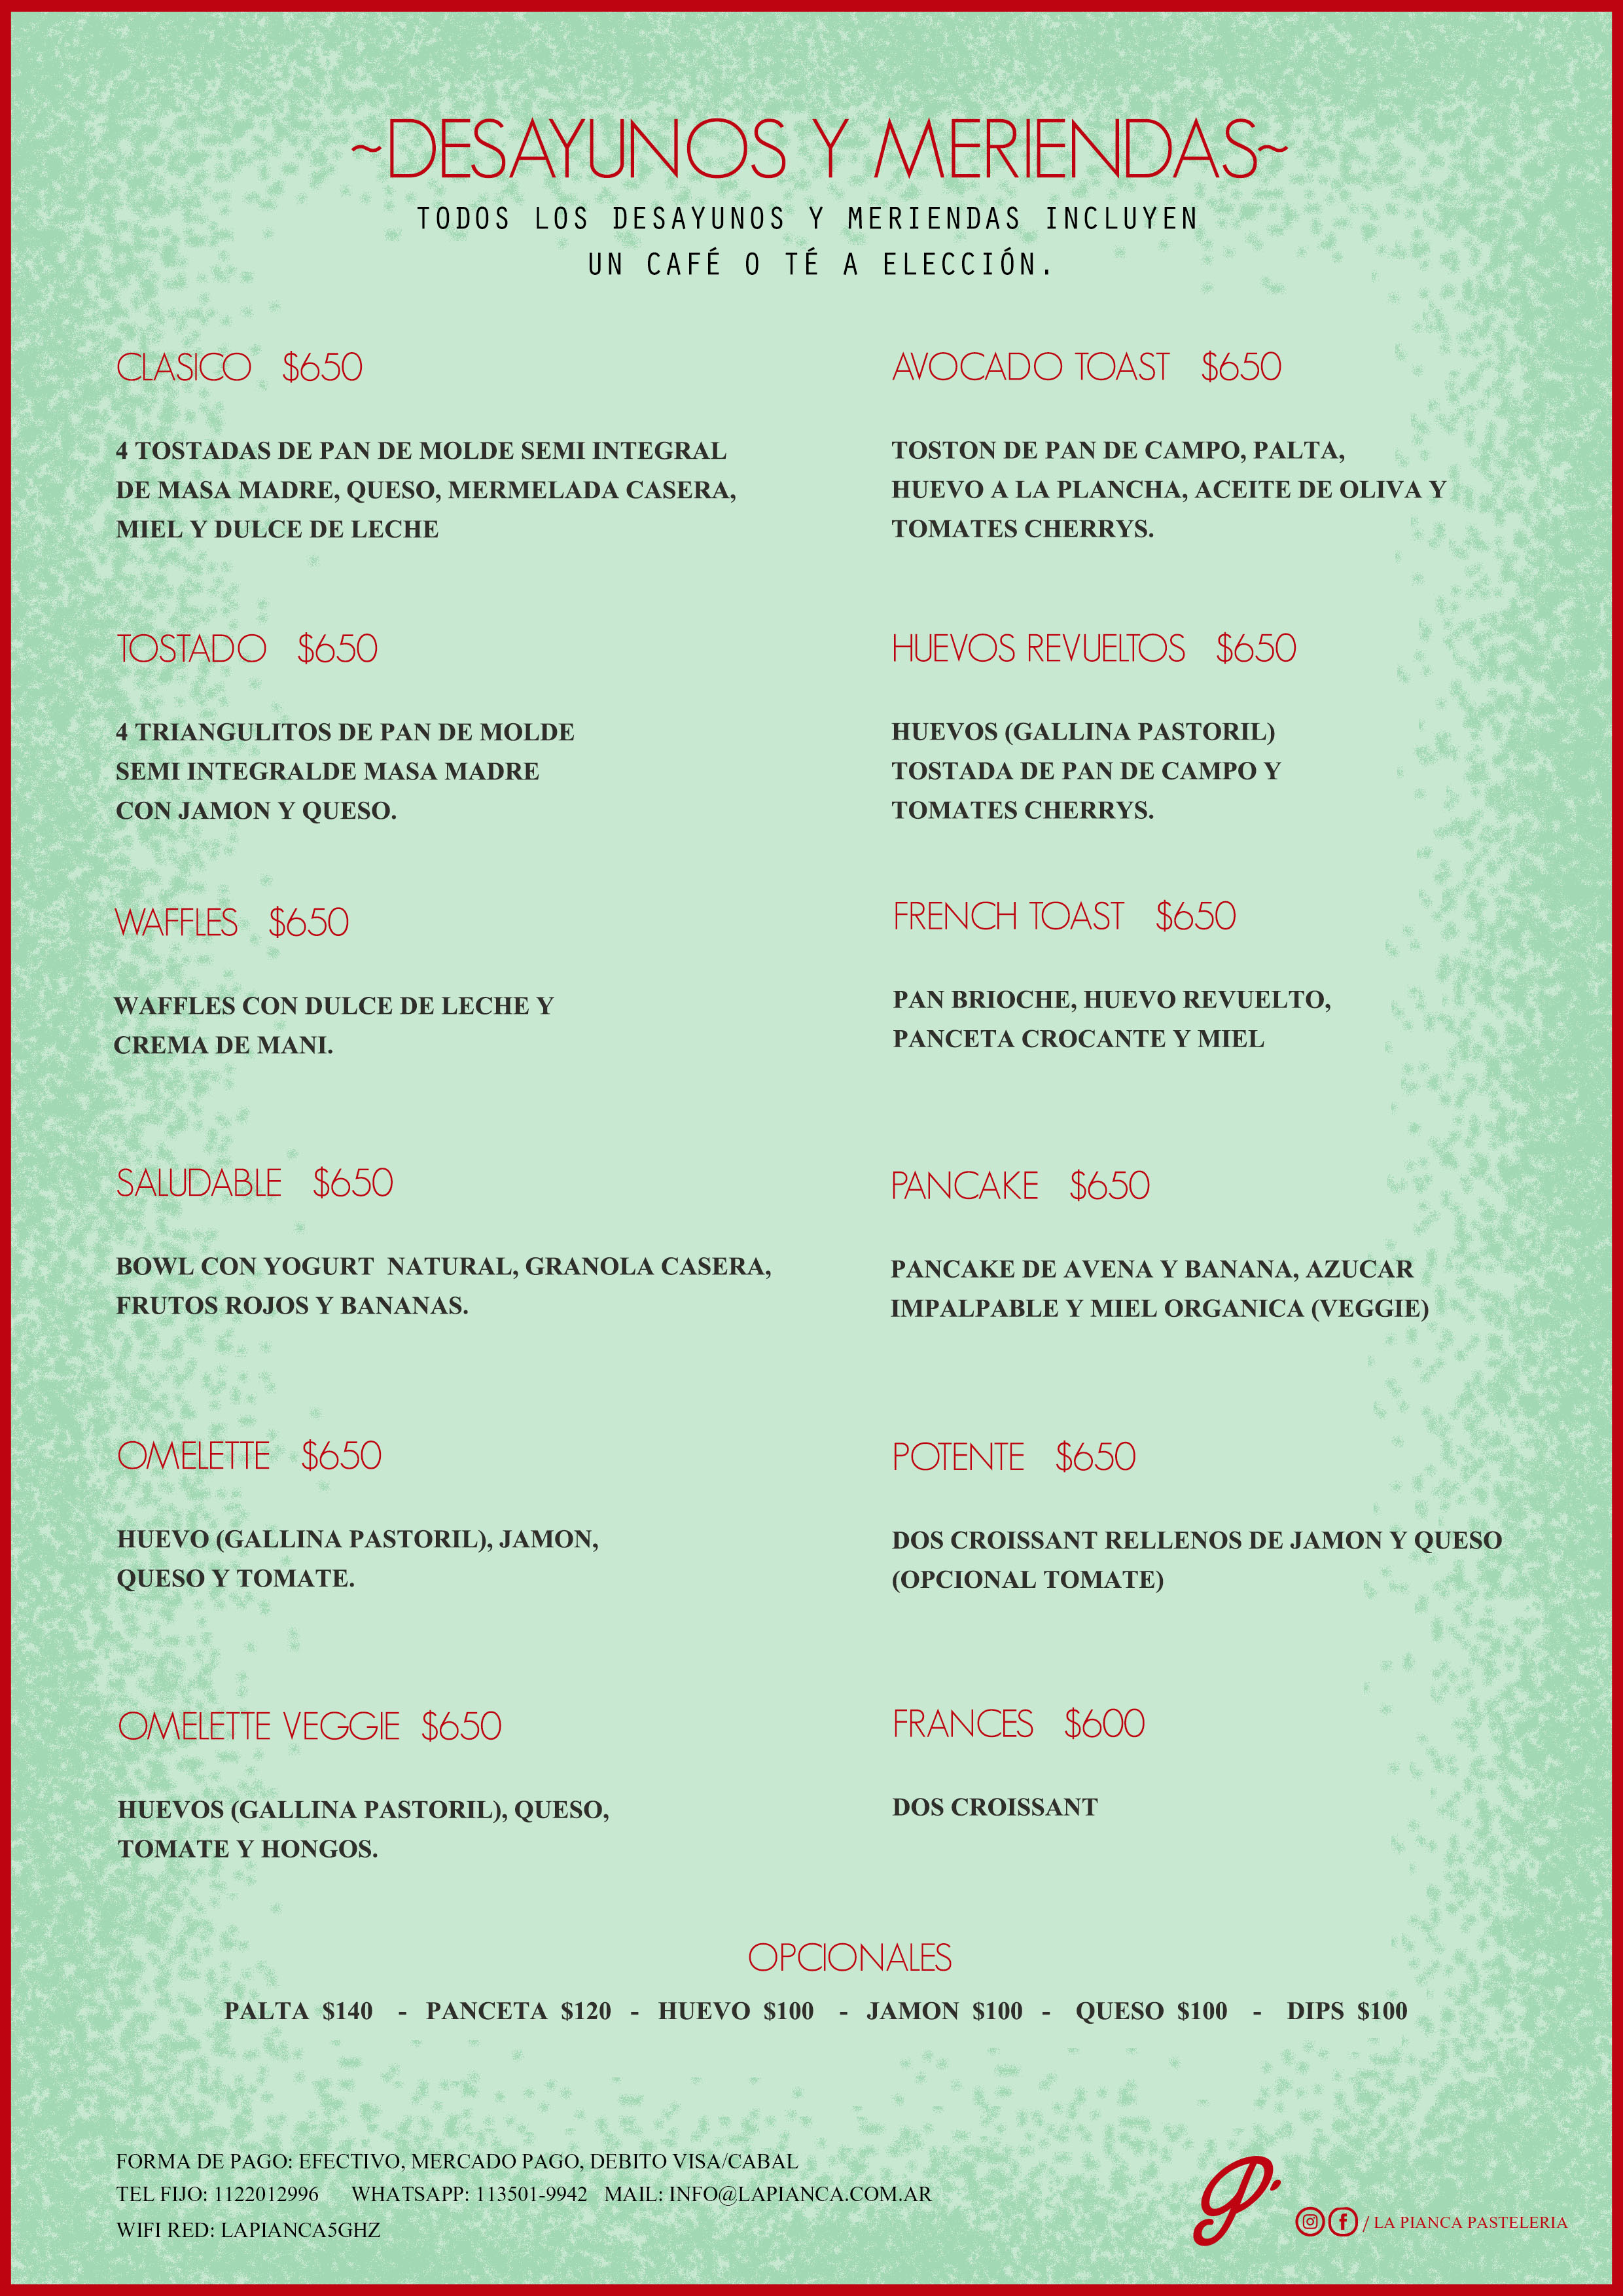 ~DESAYUNOS Y MERIENDAS~
TODOS LOS DESAYUNOS Y MERIENDAS INCLUYEN
UN CAFÉ O TÉ A ELECCIÓN.
CLASICO $650
4 TOSTADAS DE PAN DE MOLDE SEMI INTEGRAL
DE MASA MADRE, QUESO, MERMELADA CASERA,
MIEL Y DULCE DE LECHE
TOSTADO $650
4 TRIANGULITOS DE PAN DE MOLDE
SEMI INTEGRALDE MASA MADRE
CON JAMON Y QUESO.
WAFFLES $650
WAFFLES CON DULCE DE LECHE Y
CREMA DE MANI.
SALUDABLE $650
BOWL CON YOGURT NATURAL, GRANOLA CASERA,
FRUTOS ROJOS Y BANANAS.
OMELETTE $650
HUEVO (GALLINA PASTORIL), JAMON,
QUESO Y TOMATE.
OMELETTE VEGGIE $650
HUEVOS (GALLINA PASTORIL), QUESO,
TOMATE Y HONGOS.
AVOCADO TOAST $650
TOSTON DE PAN DE CAMPO, PALTA,
HUEVO A LA PLANCHA, ACEITE DE OLIVA Y
TOMATES CHERRYS.
HUEVOS REVUELTOS $650
HUEVOS (GALLINA PASTORIL)
TOSTADA DE PAN DE CAMPO Y
TOMATES CHERRYS.
FRENCH TOAST $650
PAN BRIOCHE, HUEVO REVUELTO,
PANCETA CROCANTE Y MIEL
PANCAKE $650
PANCAKE DE AVENA Y BANANA, AZUCAR
IMPALPABLE Y MIEL ORGANICA (VEGGIE)
POTENTE $650
DOS CROISSANT RELLENOS DE JAMON Y QUESO
(OPCIONAL TOMATE)
FRANCES $600
DOS CROISSANT
OPCIONALES
PALTA $140 - PANCETA $120 - HUEVO $100 - JAMON $100 - QUESO $100 - DIPS $100
FORMA DE PAGO: EFECTIVO, MERCADO PAGO, DEBITO VISA/CABAL
TEL FIJO: 1122012996 WHATSAPP: 113501-9942 MAIL: INFO@LAPIANCA.COM.AR
WIFI RED: LAPIANCA5GHZ
/ LA PIANCA PASTELERIA